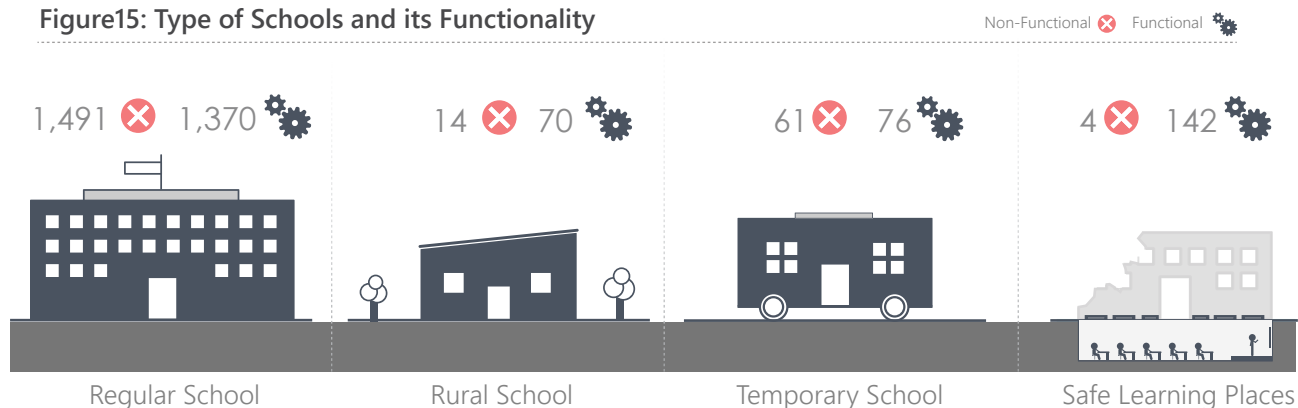 Figure15: Type of Schools and its Functionality
Non-Functional Functional
1,491 1,370 14 70 61 76 4 142
Regular School Rural School Temporary School Safe Learning Places